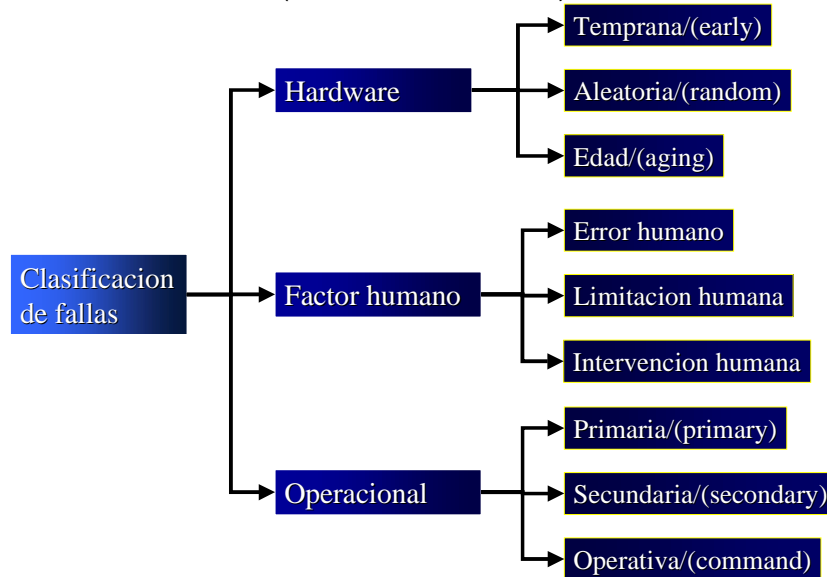 Temprana/(early)
Hardware
Aleatoria/(random)
Edad/(aging)
Error humano
Clasificacion
de fallas
Factor humano
Limitacion humana
Intervencion humana
Primaria/(primary)
Operacional
Secundaria/(secondary)
Operativa/(command)